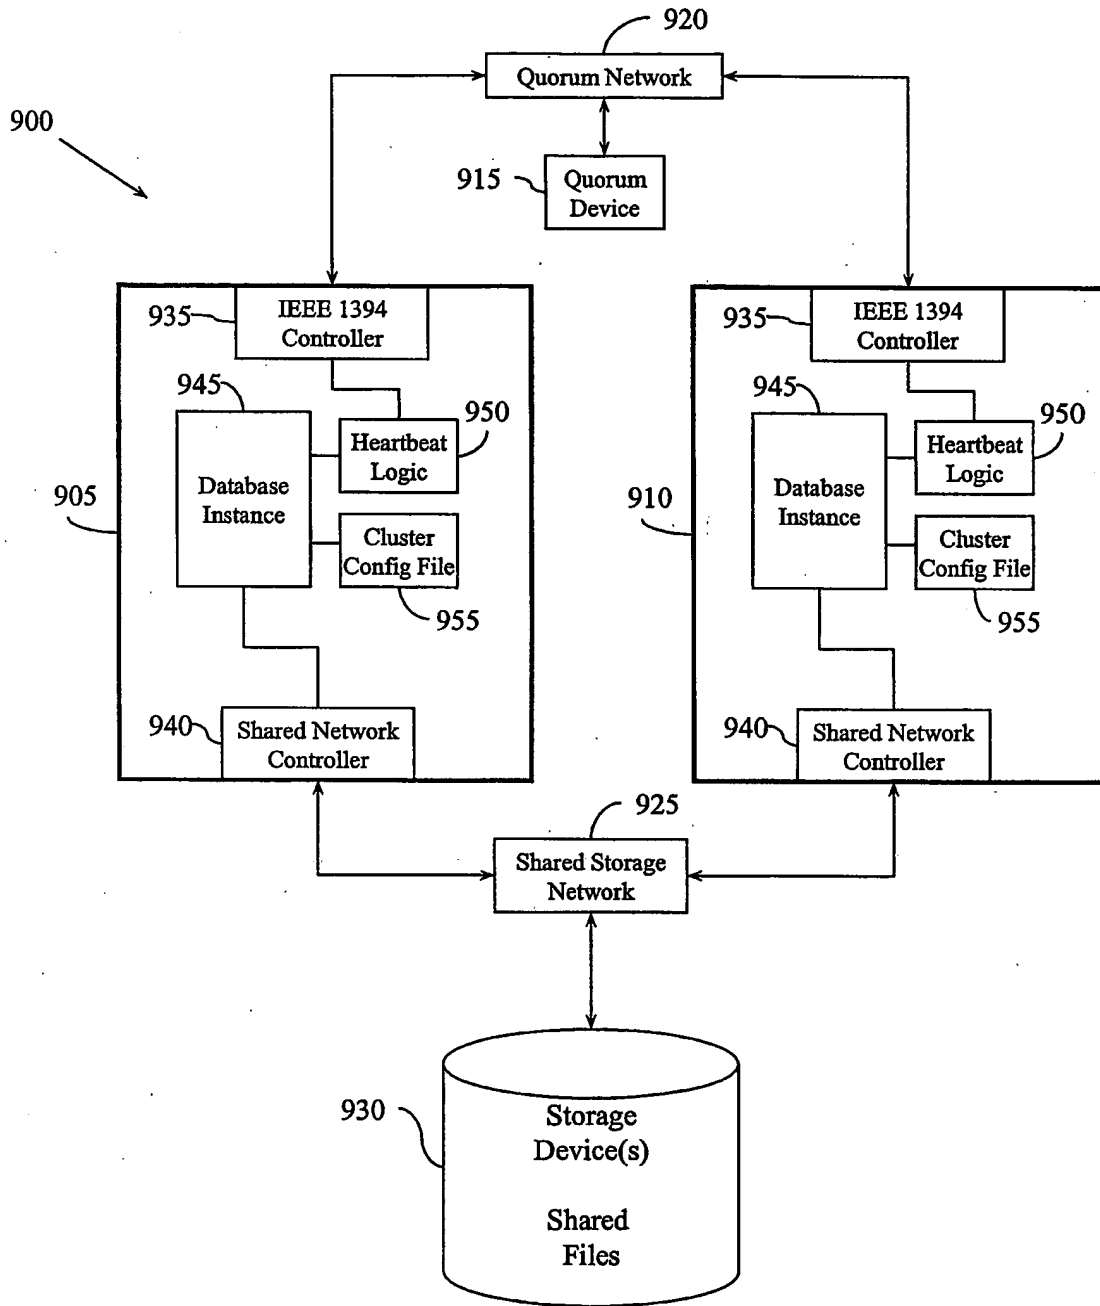 920
Quorum Network
900
915
Quorum
Device
935
IEEE 1394
Controller
945
950
Heartbeat
Logic
905
Database
Instance
Cluster
Config File
955
940
Shared Network
Controller
935
IEEE 1394
Controller
945
950
Heartbeat
Logic
910
Database
Instance
Cluster
Config File
955
940
Shared Network
Controller
925
Shared Storage
Network
930
Storage
Device(s)
Shared
Files